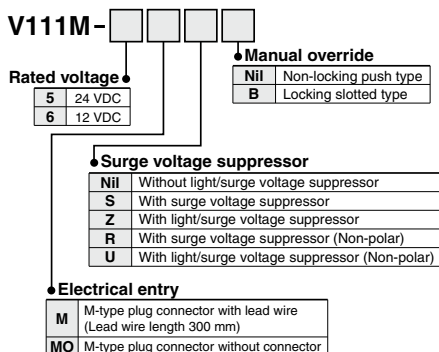 V111M-
Rated voltage
5 24 VDC
6 12 VDC
Manual override
Nil Non-locking push type
B Locking slotted type
Surge voltage suppressor
Nil Without light/surge voltage suppressor
S With surge voltage suppressor
Z With light/surge voltage suppressor
R With surge voltage suppressor (Non-polar)
U With light/surge voltage suppressor (Non-polar)
Electrical entry
M M-type plug connector with lead wire
(Lead wire length 300 mm)
MO M-type plug connector without connector